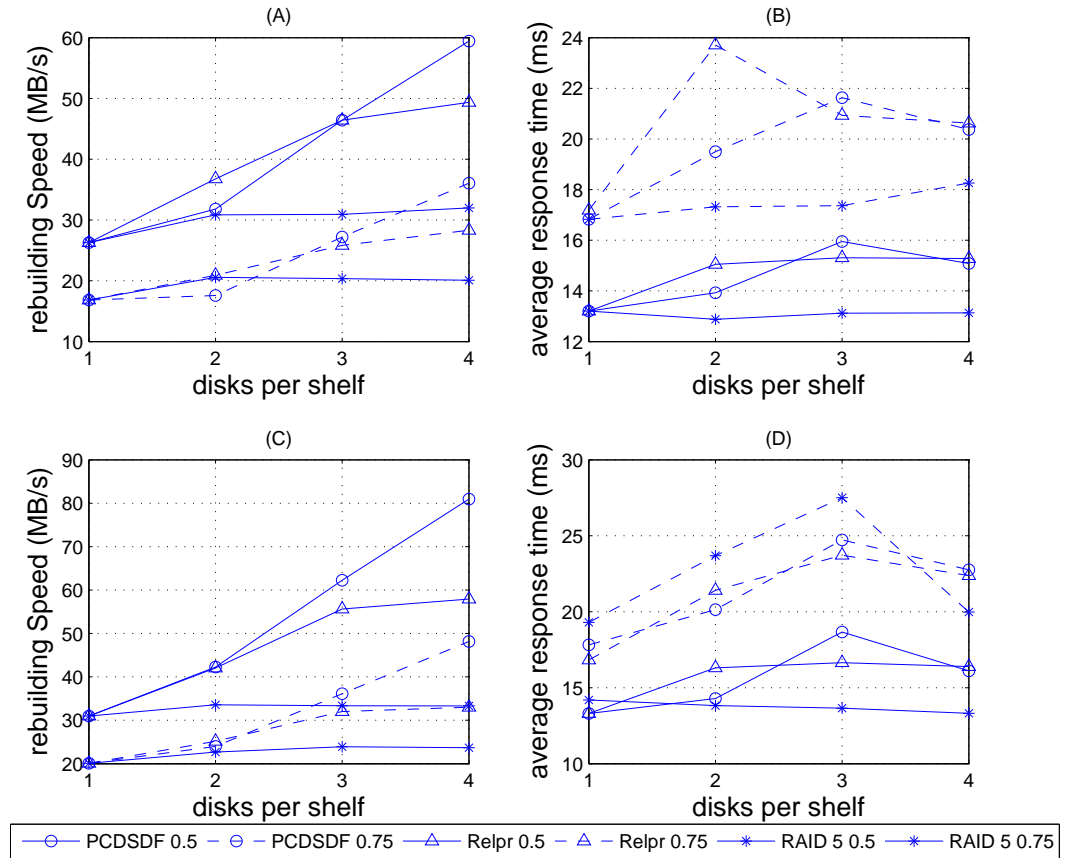 (A)
rebuilding Speed (MB/s)
60
50
40
30
20
10
1 2 3 4
disks per shelf
(B)
average response time (ms)
24
22
20
18
16
14
12
1 2 3 4
disks per shelf
(C)
rebuilding Speed (MB/s)
90
80
70
60
50
40
30
20
1 2 3 4
disks per shelf
(D)
average response time (ms)
30
25
20
15
10
1 2 3 4
disks per shelf
PCDSDF 0.5 PCDSDF 0.75 Relpr 0.5 Relpr 0.75 RAID 5 0.5 RAID 5 0.75